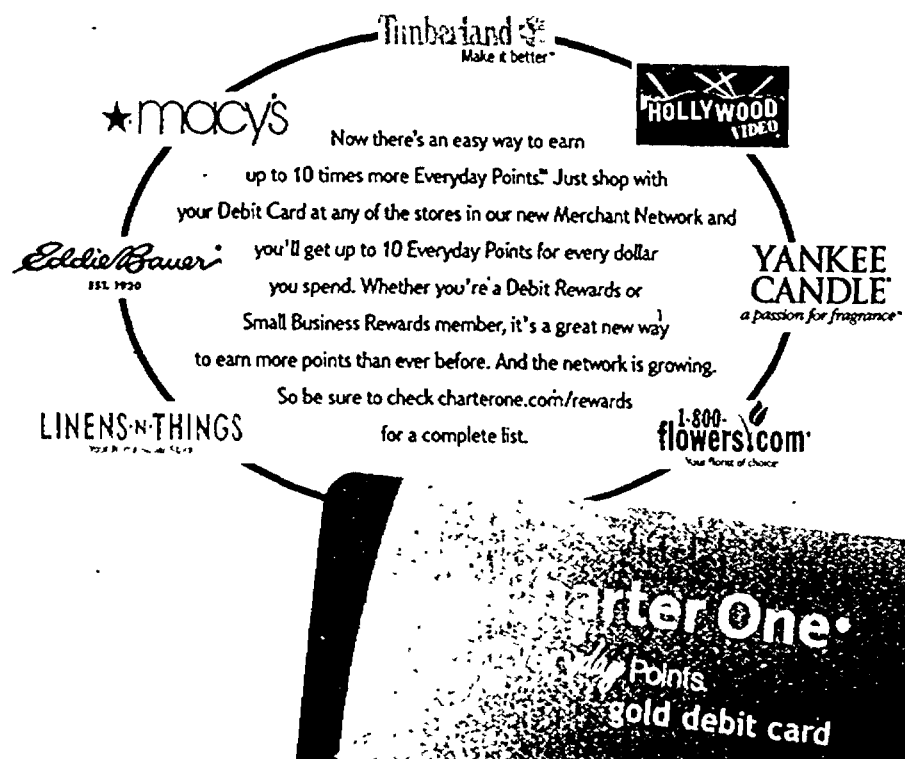 Timberland
Make it better™
★macy's
HOLLYWOOD
VIDEO
Now there's an easy way to earn
up to 10 times more Everyday Points.™ Just shop with
your Debit Card at any of the stores in our new Merchant Network and
you'll get up to 10 Everyday Points for every dollar
you spend. Whether you're a Debit Rewards or
Small Business Rewards member, it's a great new way
to earn more points than ever before. And the network is growing.
So be sure to check charterone.com/rewards
for a complete list.
Eddie Bauer
EST. 1920
YANKEE
CANDLE®
a passion for fragrance™
LINENS·N·THINGS
1-800-
flowers.com®
Your florist of choice
Charter One®
Points.
gold debit card